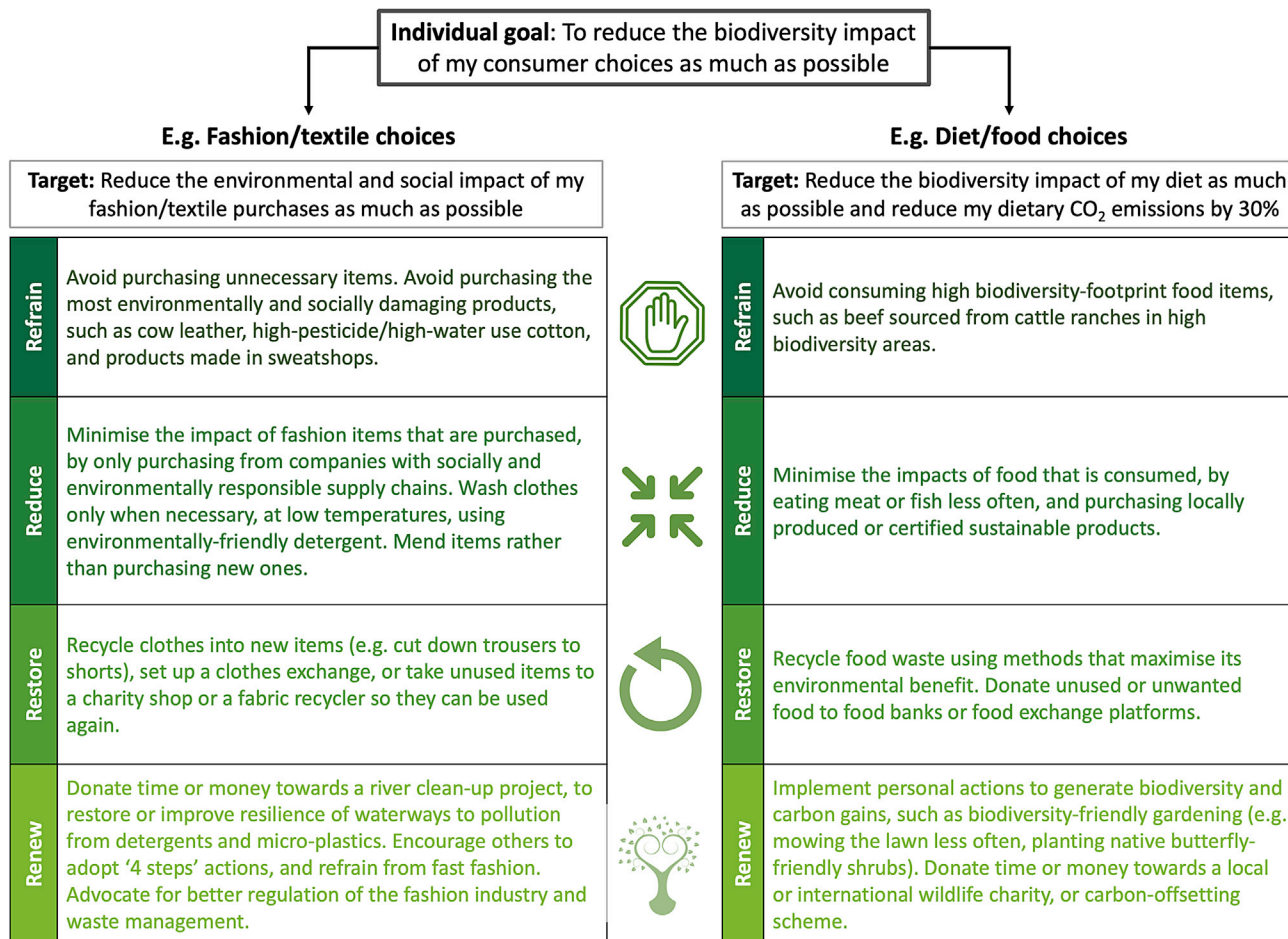 Individual goal: To reduce the biodiversity impact
of my consumer choices as much as possible
E.g. Fashion/textile choices
Target: Reduce the environmental and social impact of my
fashion/textile purchases as much as possible
Refrain
Avoid purchasing unnecessary items. Avoid purchasing the
most environmentally and socially damaging products,
such as cow leather, high-pesticide/high-water use cotton,
and products made in sweatshops.
Reduce
Minimise the impact of fashion items that are purchased,
by only purchasing from companies with socially and
environmentally responsible supply chains. Wash clothes
only when necessary, at low temperatures, using
environmentally-friendly detergent. Mend items rather
than purchasing new ones.
Restore
Recycle clothes into new items (e.g. cut down trousers to
shorts), set up a clothes exchange, or take unused items to
a charity shop or a fabric recycler so they can be used
again.
Renew
Donate time or money towards a river clean-up project, to
restore or improve resilience of waterways to pollution
from detergents and micro-plastics. Encourage others to
adopt ‘4 steps’ actions, and refrain from fast fashion.
Advocate for better regulation of the fashion industry and
waste management.
E.g. Diet/food choices
Target: Reduce the biodiversity impact of my diet as much
as possible and reduce my dietary CO₂ emissions by 30%
Refrain
Avoid consuming high biodiversity-footprint food items,
such as beef sourced from cattle ranches in high
biodiversity areas.
Reduce
Minimise the impacts of food that is consumed, by
eating meat or fish less often, and purchasing locally
produced or certified sustainable products.
Restore
Recycle food waste using methods that maximise its
environmental benefit. Donate unused or unwanted
food to food banks or food exchange platforms.
Renew
Implement personal actions to generate biodiversity and
carbon gains, such as biodiversity-friendly gardening (e.g.
mowing the lawn less often, planting native butterfly-
friendly shrubs). Donate time or money towards a local
or international wildlife charity, or carbon-offsetting
scheme.